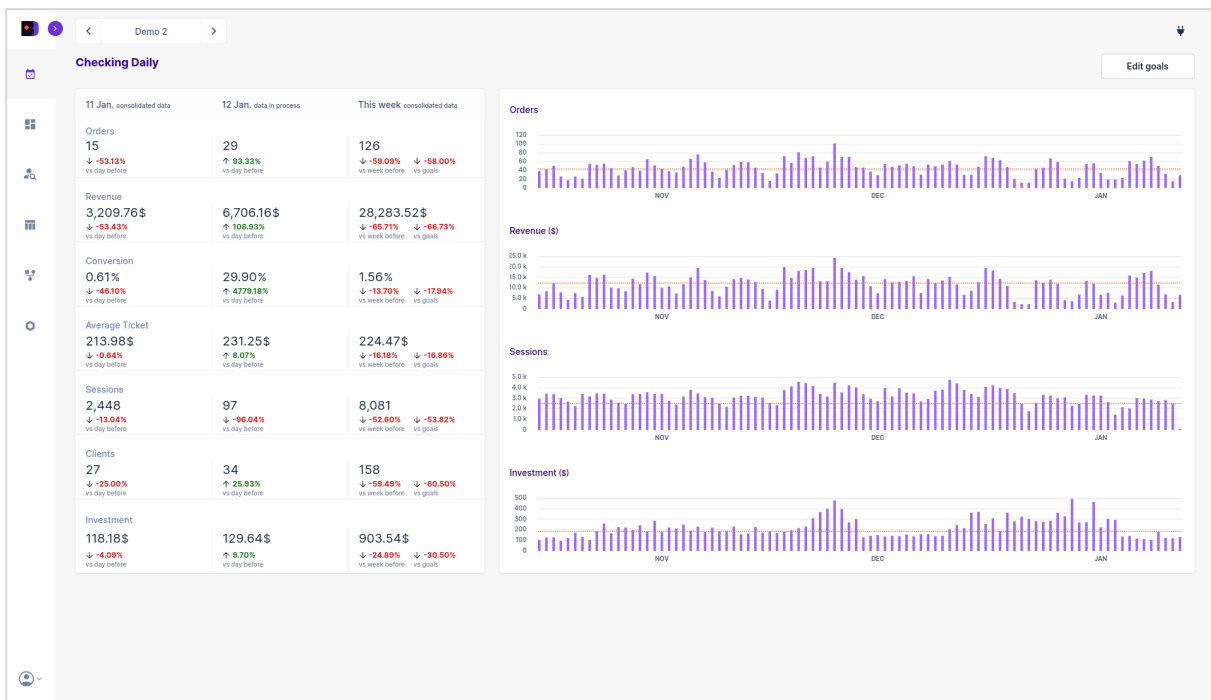 Demo 2
Checking Daily
Edit goals
11 Jan. consolidated data
12 Jan. data in process
This week consolidated data
Orders
15
29
126
↓ -53.13%
↑ 93.33%
↓ -59.09% ↓ -58.00%
vs day before
vs day before
vs week before vs goals
Revenue
3,209.76$
6,706.16$
28,283.52$
↓ -53.43%
↑ 108.93%
↓ -65.71% ↓ -66.73%
vs day before
vs day before
vs week before vs goals
Conversion
0.61%
29.90%
1.56%
↓ -46.10%
↑ 4779.18%
↓ -13.70% ↓ -17.94%
vs day before
vs day before
vs week before vs goals
Average Ticket
213.98$
231.25$
224.47$
↓ -0.64%
↑ 8.07%
↓ -16.18% ↓ -16.86%
vs day before
vs day before
vs week before vs goals
Sessions
2,448
97
8,081
↓ -13.04%
↓ -96.04%
↓ -52.60% ↓ -53.82%
vs day before
vs day before
vs week before vs goals
Clients
27
34
158
↓ -25.00%
↑ 25.93%
↓ -59.49% ↓ -60.50%
vs day before
vs day before
vs week before vs goals
Investment
118.18$
129.64$
903.54$
↓ -4.09%
↑ 9.70%
↓ -24.89% ↓ -30.50%
vs day before
vs day before
vs week before vs goals
Orders
120
100
80
60
40
20
0
NOV DEC JAN
Revenue ($)
25.0 k
20.0 k
15.0 k
10.0 k
5.0 k
0
NOV DEC JAN
Sessions
5.0 k
4.0 k
3.0 k
2.0 k
1.0 k
0
NOV DEC JAN
Investment ($)
500
400
300
200
100
0
NOV DEC JAN